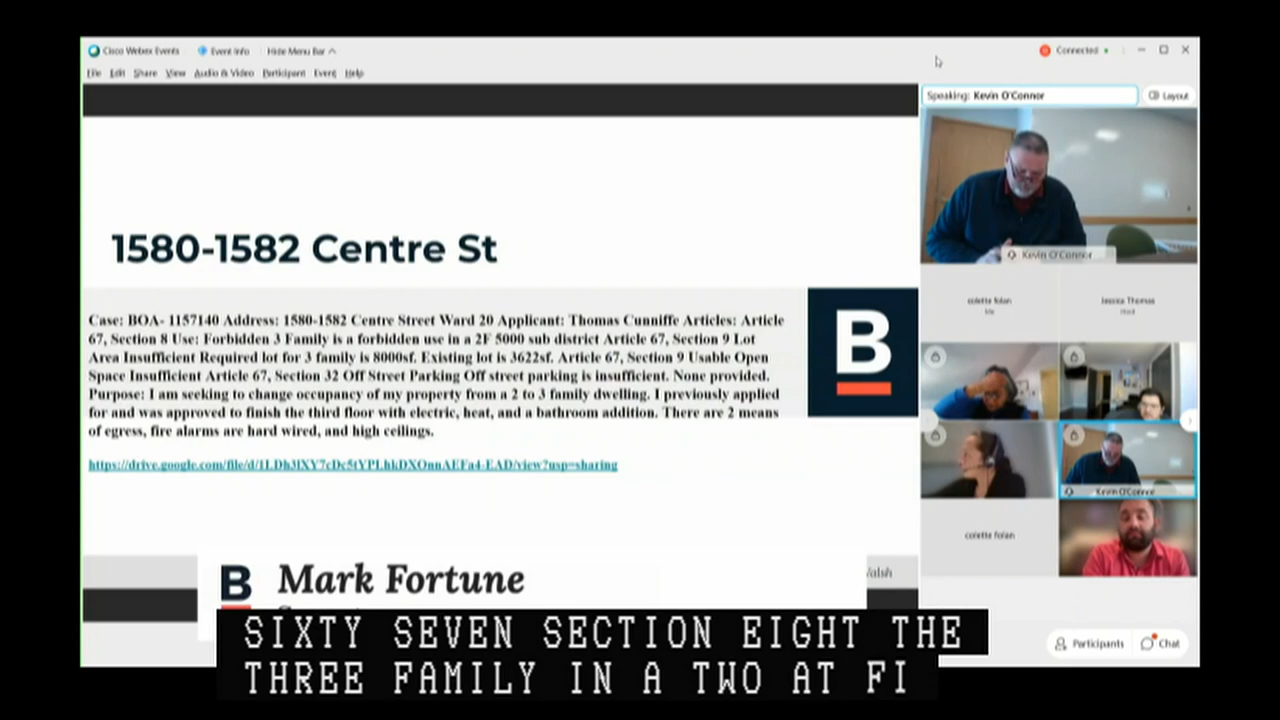 Cisco Webex Events Event Info Hide Menu Bar
Connected
File Edit Share View Audio & Video Participant Event Help
Speaking: Kevin O'Connor
Layout
Kevin O'Connor
1580-1582 Centre St
colette folan
Me
Jessica Thomas
Host
Case: BOA- 1157140 Address: 1580-1582 Centre Street Ward 20 Applicant: Thomas Cunniffe Articles: Article
67, Section 8 Use: Forbidden 3 Family is a forbidden use in a 2F 5000 sub district Article 67, Section 9 Lot
Area Insufficient Required lot for 3 family is 8000sf. Existing lot is 3622sf. Article 67, Section 9 Usable Open
Space Insufficient Article 67, Section 32 Off Street Parking Off street parking is insufficient. None provided.
Purpose: I am seeking to change occupancy of my property from a 2 to 3 family dwelling. I previously applied
for and was approved to finish the third floor with electric, heat, and a bathroom addition. There are 2 means
of egress, fire alarms are hard wired, and high ceilings.
B
Kevin O'Connor
colette folan
B Mark Fortune
Walsh
SIXTY SEVEN SECTION EIGHT THE
THREE FAMILY IN A TWO AT FI
Participants Chat